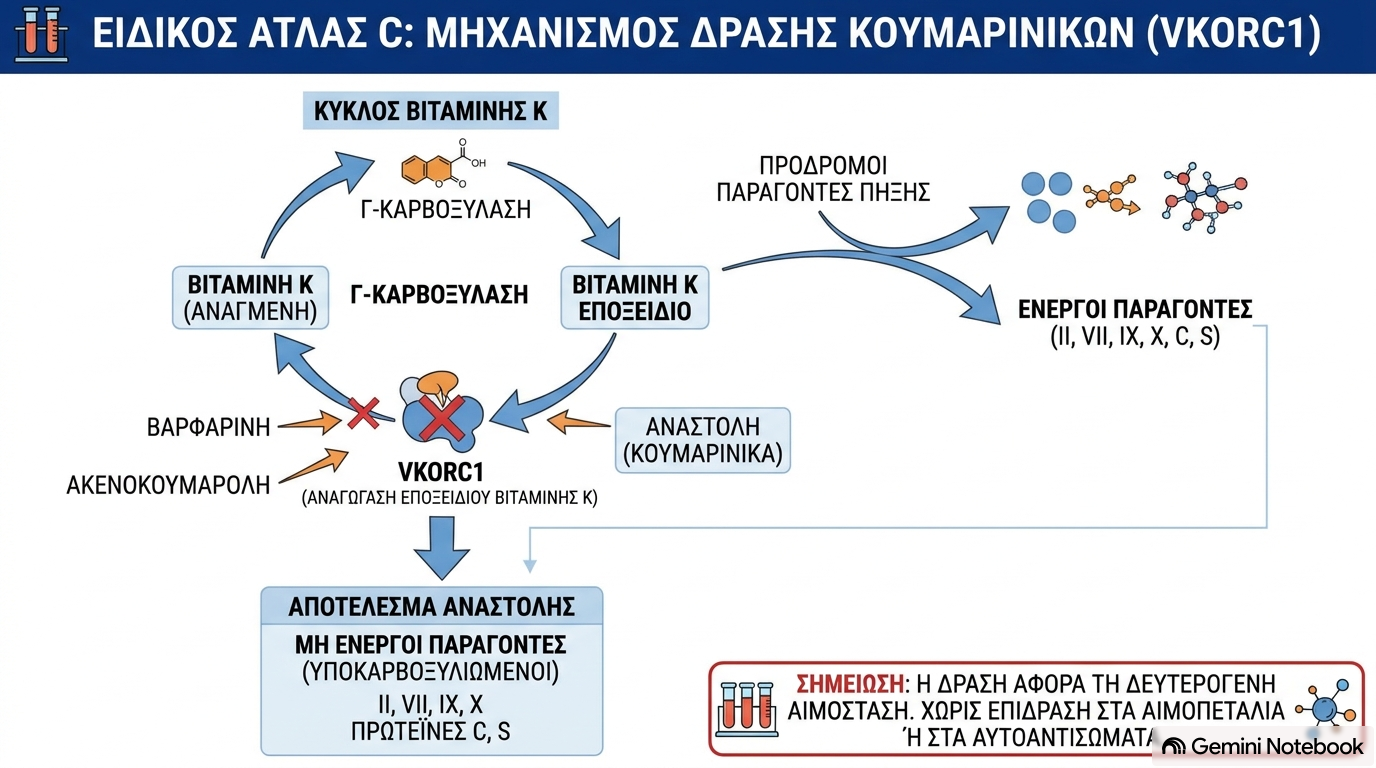 ΕΙΔΙΚΟΣ ΑΤΛΑΣ C: ΜΗΧΑΝΙΣΜΟΣ ΔΡΑΣΗΣ ΚΟΥΜΑΡΙΝΙΚΩΝ (VKORC1)
ΚΥΚΛΟΣ ΒΙΤΑΜΙΝΗΣ Κ
O
OH
O
O
Γ-ΚΑΡΒΟΞΥΛΑΣΗ
ΠΡΟΔΡΟΜΟΙ
ΠΑΡΑΓΟΝΤΕΣ ΠΗΞΗΣ
ΒΙΤΑΜΙΝΗ Κ
(ΑΝΑΓΜΕΝΗ)
Γ-ΚΑΡΒΟΞΥΛΑΣΗ
ΒΙΤΑΜΙΝΗ Κ
ΕΠΟΞΕΙΔΙΟ
ΕΝΕΡΓΟΙ ΠΑΡΑΓΟΝΤΕΣ
(II, VII, IX, X, C, S)
ΒΑΡΦΑΡΙΝΗ
ΑΚΕΝΟΚΟΥΜΑΡΟΛΗ
VKORC1
(ΑΝΑΓΩΓΑΣΗ ΕΠΟΞΕΙΔΙΟΥ ΒΙΤΑΜΙΝΗΣ Κ)
ΑΝΑΣΤΟΛΗ
(ΚΟΥΜΑΡΙΝΙΚΑ)
ΑΠΟΤΕΛΕΣΜΑ ΑΝΑΣΤΟΛΗΣ
ΜΗ ΕΝΕΡΓΟΙ ΠΑΡΑΓΟΝΤΕΣ
(ΥΠΟΚΑΡΒΟΞΥΛΙΩΜΕΝΟΙ)
II, VII, IX, X
ΠΡΩΤΕΪΝΕΣ C, S
ΣΗΜΕΙΩΣΗ: Η ΔΡΑΣΗ ΑΦΟΡΑ ΤΗ ΔΕΥΤΕΡΟΓΕΝΗ
ΑΙΜΟΣΤΑΣΗ. ΧΩΡΙΣ ΕΠΙΔΡΑΣΗ ΣΤΑ ΑΙΜΟΠΕΤΑΛΙΑ
Ή ΣΤΑ ΑΥΤΟΑΝΤΙΣΩΜΑΤΑ
Gemini Notebook